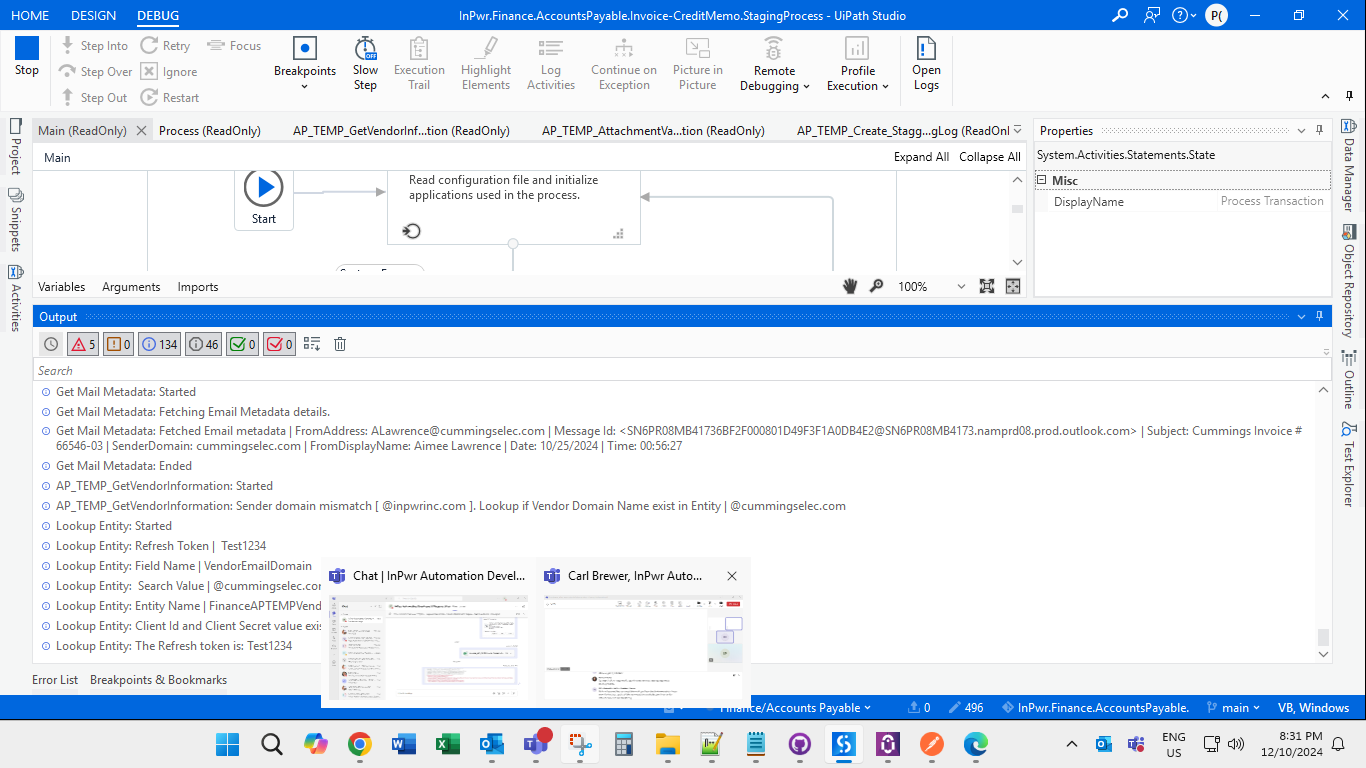 HOME DESIGN DEBUG
InPwr.Finance.AccountsPayable.Invoice-CreditMemo.StagingProcess - UiPath Studio
P(
Stop
Step Into
Step Over
Step Out
Retry
Ignore
Restart
Focus
Breakpoints
Slow Step
Execution Trail
Highlight Elements
Log Activities
Continue on Exception
Picture in Picture
Remote Debugging
Profile Execution
Open Logs
Main (ReadOnly)
Process (ReadOnly)
AP_TEMP_GetVendorInf...tion (ReadOnly)
AP_TEMP_AttachmentVa...tion (ReadOnly)
AP_TEMP_Create_Stagg...gLog (ReadOnl
Project
Snippets
Activities
Main
Expand All Collapse All
Start
Read configuration file and initialize
applications used in the process.
Variables Arguments Imports
100%
Properties
System.Activities.Statements.State
Misc
DisplayName Process Transaction
Data Manager
Object Repository
Outline
Test Explorer
Output
5
0
134
46
0
0
Search
Get Mail Metadata: Started
Get Mail Metadata: Fetching Email Metadata details.
Get Mail Metadata: Fetched Email metadata | FromAddress: ALawrence@cummingselec.com | Message Id: <SN6PR08MB41736BF2F000801D49F3F1A0DB4E2@SN6PR08MB4173.namprd08.prod.outlook.com> | Subject: Cummings Invoice #
66546-03 | SenderDomain: cummingselec.com | FromDisplayName: Aimee Lawrence | Date: 10/25/2024 | Time: 00:56:27
Get Mail Metadata: Ended
AP_TEMP_GetVendorInformation: Started
AP_TEMP_GetVendorInformation: Sender domain mismatch [ @inpwrinc.com ]. Lookup if Vendor Domain Name exist in Entity | @cummingselec.com
Lookup Entity: Started
Lookup Entity: Refresh Token | Test1234
Lookup Entity: Field Name | VendorEmailDomain
Lookup Entity: Search Value | @cummingselec.con
Lookup Entity: Entity Name | FinanceAPTEMPVend
Lookup Entity: Client Id and Client Secret value exis
Lookup Entity: The Refresh token is: Test1234
Chat | InPwr Automation Devel...
Carl Brewer, InPwr Auto...
Error List Breakpoints & Bookmarks
Finance/Accounts Payable
0
496
InPwr.Finance.AccountsPayable.
main
VB, Windows
ENG
US
8:31 PM
12/10/2024